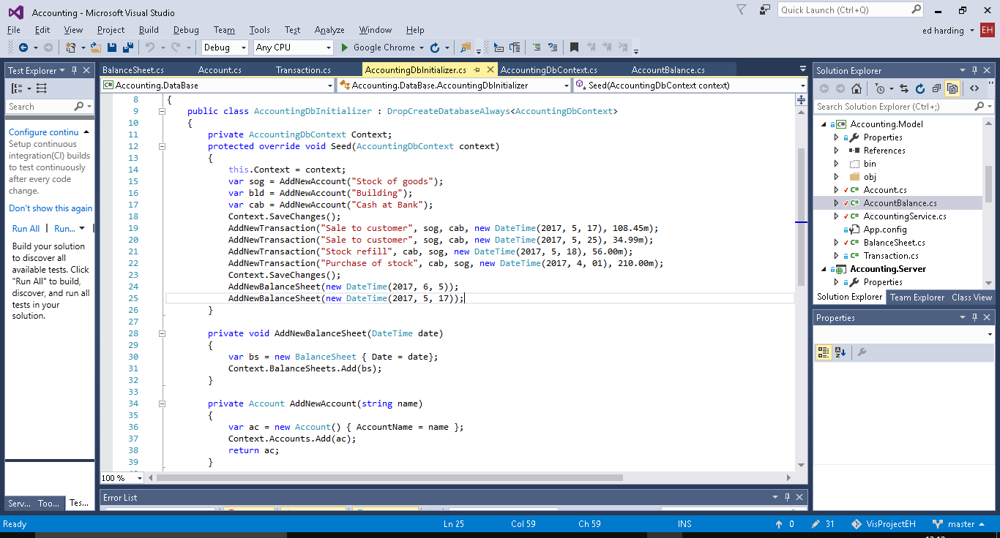 Accounting - Microsoft Visual Studio
Quick Launch (Ctrl+Q)
File Edit View Project Build Debug Team Tools Test Analyze Window Help
ed harding EH
Debug Any CPU Google Chrome
Test Explorer
Search
Configure continu
Setup continuous
integration(CI) builds
to test continuously
after every code
change.
Don't show this again
Run All | Run...
Build your solution
to discover all
available tests. Click
"Run All" to build,
discover, and run all
tests in your
solution.
Serv... Too... Tes...
BalanceSheet.cs Account.cs Transaction.cs AccountingDbInitializer.cs AccountingDbContext.cs AccountBalance.cs
Accounting.DataBase Accounting.DataBase.AccountingDbInitializer Seed(AccountingDbContext context)
8 {
9 public class AccountingDbInitializer : DropCreateDatabaseAlways<AccountingDbContext>
10 {
11 private AccountingDbContext Context;
12 protected override void Seed(AccountingDbContext context)
13 {
14 this.Context = context;
15 var sog = AddNewAccount("Stock of goods");
16 var bld = AddNewAccount("Building");
17 var cab = AddNewAccount("Cash at Bank");
18 Context.SaveChanges();
19 AddNewTransaction("Sale to customer", sog, cab, new DateTime(2017, 5, 17), 108.45m);
20 AddNewTransaction("Sale to customer", sog, cab, new DateTime(2017, 5, 25), 34.99m);
21 AddNewTransaction("Stock refill", cab, sog, new DateTime(2017, 5, 18), 56.00m);
22 AddNewTransaction("Purchase of stock", cab, sog, new DateTime(2017, 4, 01), 210.00m);
23 Context.SaveChanges();
24 AddNewBalanceSheet(new DateTime(2017, 6, 5));
25 AddNewBalanceSheet(new DateTime(2017, 5, 17));
26 }
27
28 private void AddNewBalanceSheet(DateTime date)
29 {
30 var bs = new BalanceSheet { Date = date};
31 Context.BalanceSheets.Add(bs);
32 }
33
34 private Account AddNewAccount(string name)
35 {
36 var ac = new Account() { AccountName = name };
37 Context.Accounts.Add(ac);
38 return ac;
39 }
100 %
Error List
Solution Explorer
Search Solution Explorer (Ctrl+;)
Accounting.Model
Properties
References
bin
obj
C# Account.cs
C# AccountBalance.cs
C# AccountingService.cs
App.config
C# BalanceSheet.cs
C# Transaction.cs
Accounting.Server
Properties
Solution Explorer Team Explorer Class View
Properties
Ready Ln 25 Col 59 Ch 59 INS 0 31 VisProjectEH master